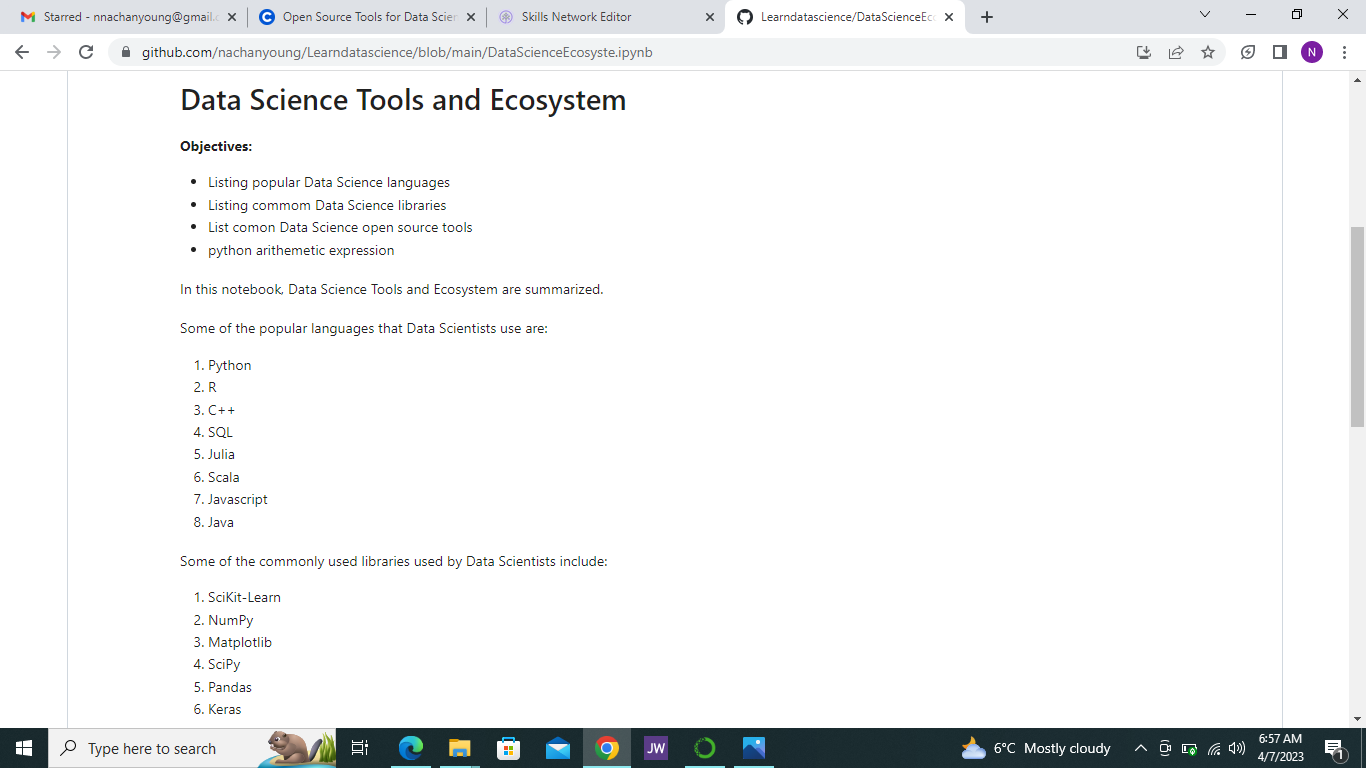 Starred - nnachanyoung@gmail.c
Open Source Tools for Data Scien
Skills Network Editor
Learndatascience/DataScienceEc
github.com/nachanyoung/Learndatascience/blob/main/DataScienceEcosyste.ipynb
N
Data Science Tools and Ecosystem
Objectives:
Listing popular Data Science languages
Listing commom Data Science libraries
List comon Data Science open source tools
python arithemetic expression
In this notebook, Data Science Tools and Ecosystem are summarized.
Some of the popular languages that Data Scientists use are:
1. Python
2. R
3. C++
4. SQL
5. Julia
6. Scala
7. Javascript
8. Java
Some of the commonly used libraries used by Data Scientists include:
1. SciKit-Learn
2. NumPy
3. Matplotlib
4. SciPy
5. Pandas
6. Keras
Type here to search
JW
6°C Mostly cloudy
6:57 AM
4/7/2023
1